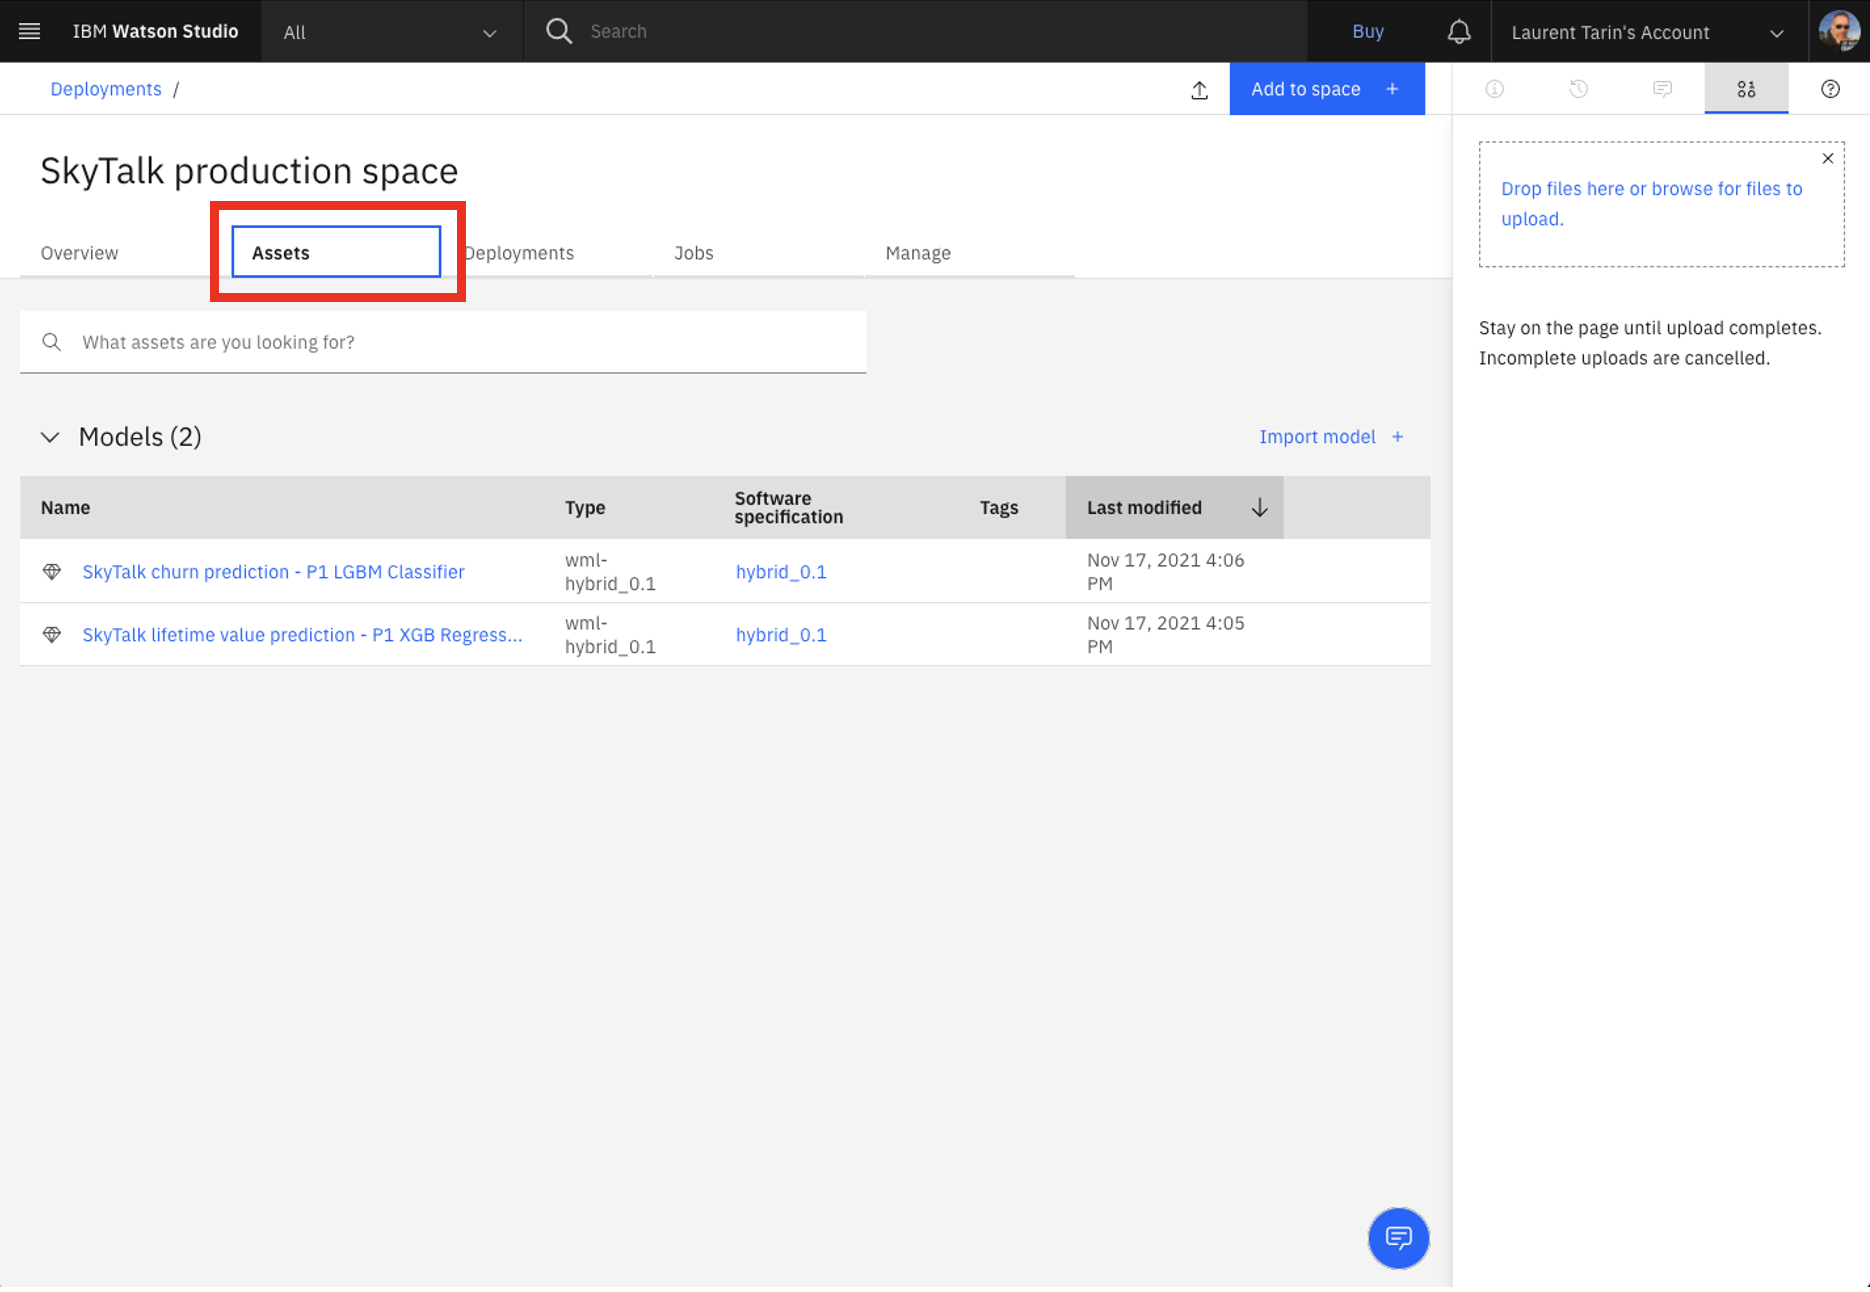 IBM Watson Studio
All
Search
Buy
Laurent Tarin's Account
Deployments /
Add to space +
SkyTalk production space
Overview
Assets
Deployments
Jobs
Manage
What assets are you looking for?
Models (2)
Import model +
Name
Type
Software
specification
Tags
Last modified
SkyTalk churn prediction - P1 LGBM Classifier
wml-
hybrid_0.1
hybrid_0.1
Nov 17, 2021 4:06
PM
SkyTalk lifetime value prediction - P1 XGB Regress...
wml-
hybrid_0.1
hybrid_0.1
Nov 17, 2021 4:05
PM
Drop files here or browse for files to
upload.
Stay on the page until upload completes.
Incomplete uploads are cancelled.